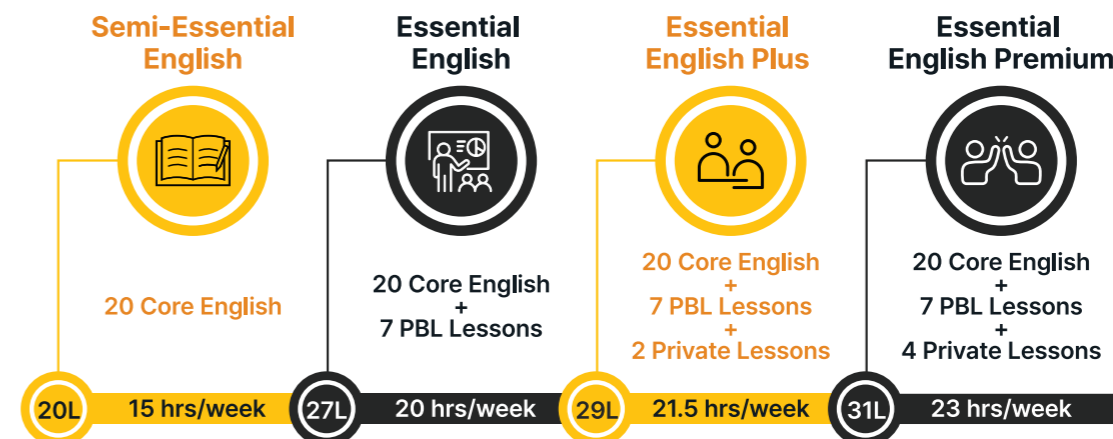 Semi-Essential
English
20 Core English
20L
15 hrs/week
Essential
English
20 Core English
+
7 PBL Lessons
27L
20 hrs/week
Essential
English Plus
20 Core English
+
7 PBL Lessons
+
2 Private Lessons
29L
21.5 hrs/week
Essential
English Premium
20 Core English
+
7 PBL Lessons
+
4 Private Lessons
31L
23 hrs/week